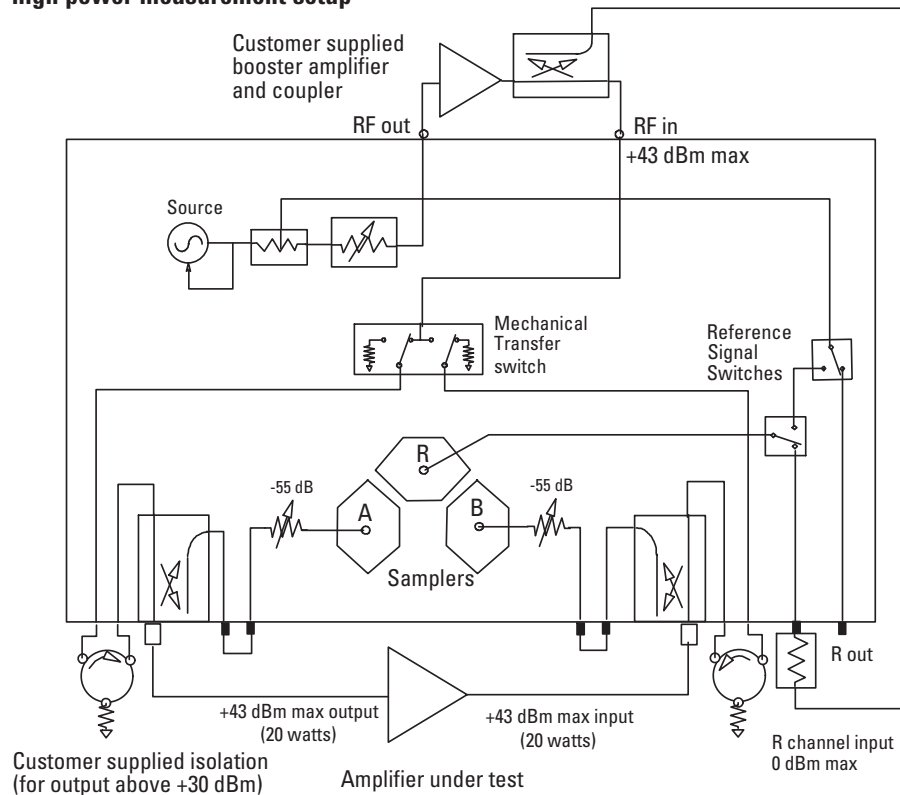 High power measurement setup
Customer supplied
booster amplifier
and coupler
RF out
RF in
+43 dBm max
Source
Mechanical
Transfer
switch
Reference
Signal
Switches
R
-55 dB
A
B
-55 dB
Samplers
R out
+43 dBm max output
(20 watts)
+43 dBm max input
(20 watts)
R channel input
0 dBm max
Customer supplied isolation
(for output above +30 dBm)
Amplifier under test